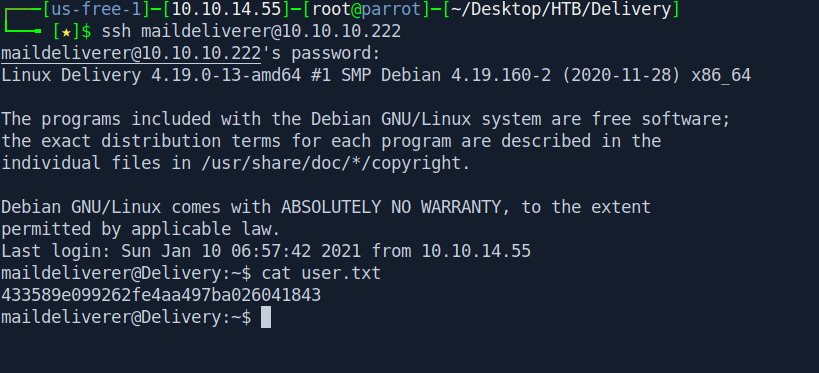 ┌──[us-free-1]─[10.10.14.55]─[root@parrot]─[~/Desktop/HTB/Delivery]
└──╼ [★]$ ssh maildeliverer@10.10.10.222
maildeliverer@10.10.10.222's password:
Linux Delivery 4.19.0-13-amd64 #1 SMP Debian 4.19.160-2 (2020-11-28) x86_64
The programs included with the Debian GNU/Linux system are free software;
the exact distribution terms for each program are described in the
individual files in /usr/share/doc/*/copyright.
Debian GNU/Linux comes with ABSOLUTELY NO WARRANTY, to the extent
permitted by applicable law.
Last login: Sun Jan 10 06:57:42 2021 from 10.10.14.55
maildeliverer@Delivery:~$ cat user.txt
433589e099262fe4aa497ba026041843
maildeliverer@Delivery:~$